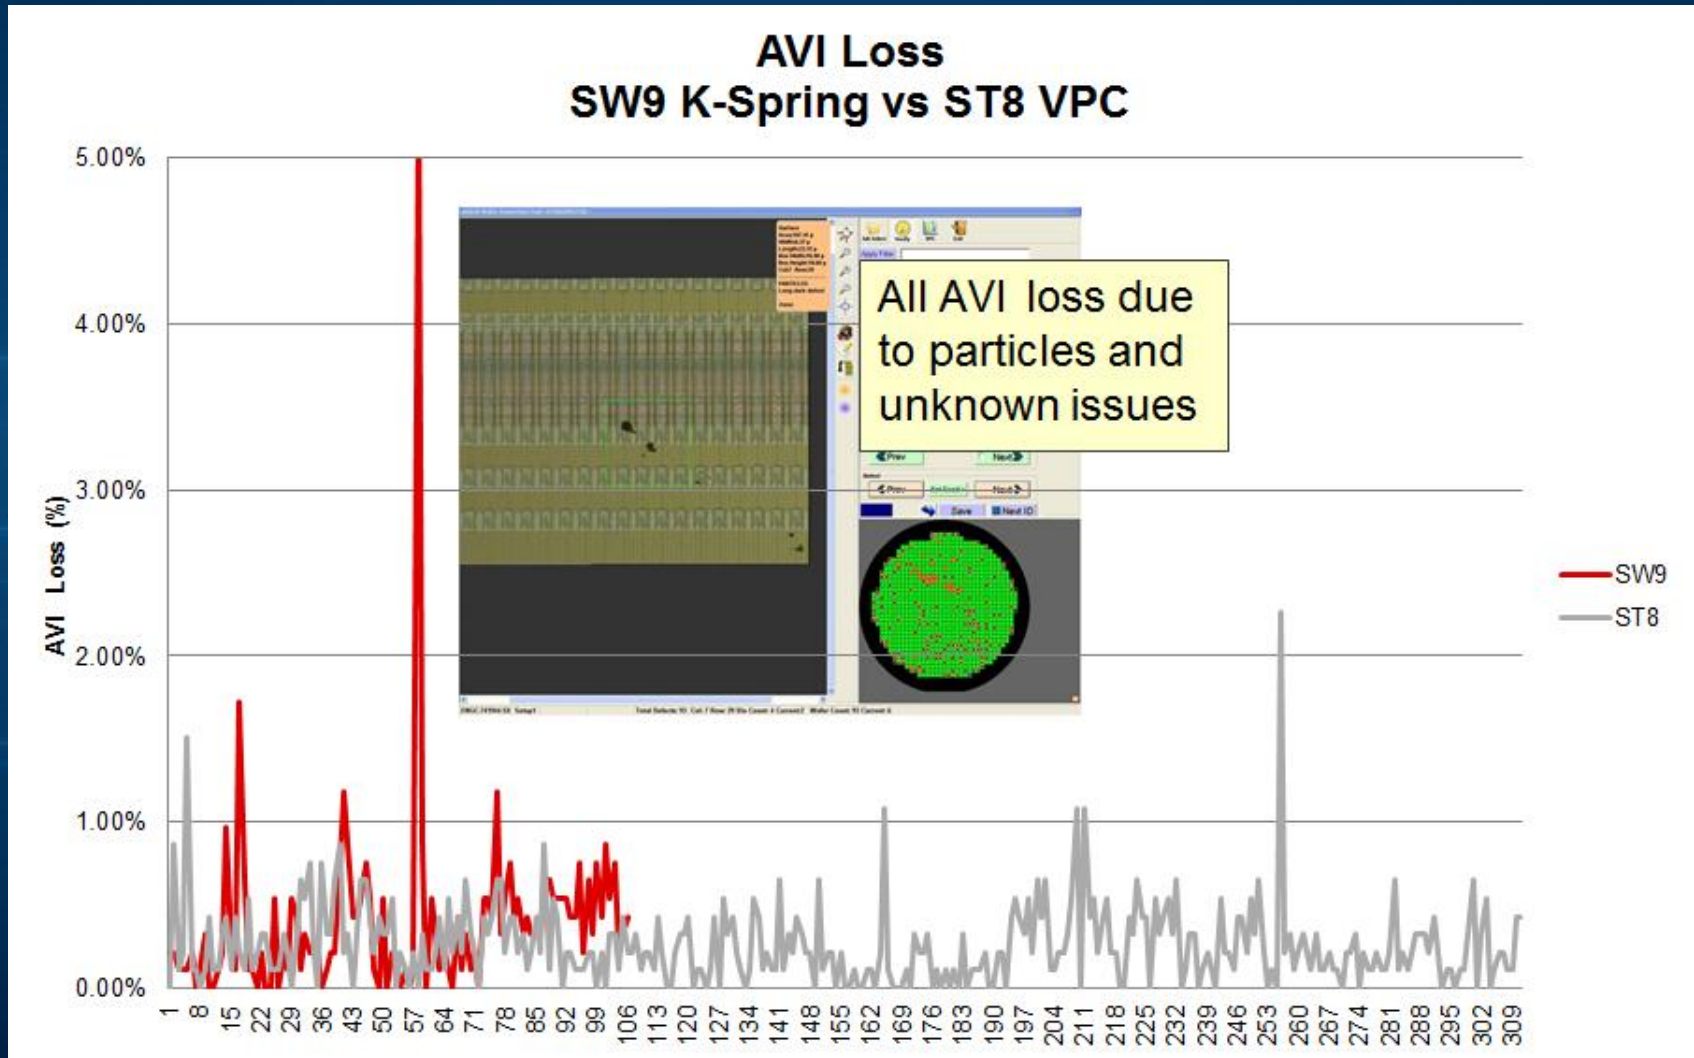 AVI Loss
SW9 K-Spring vs ST8 VPC
5.00%
4.00%
3.00%
2.00%
1.00%
0.00%
AVI Loss (%)
All AVI loss due
to particles and
unknown issues
Prev Next
Prev Next
Save Next ID
SW9
ST8
1 8 15 22 29 36 43 50 57 64 71 78 85 92 99 106 113 120 127 134 141 148 155 162 169 176 183 190 197 204 211 218 225 232 239 246 253 260 267 274 281 288 295 302 309